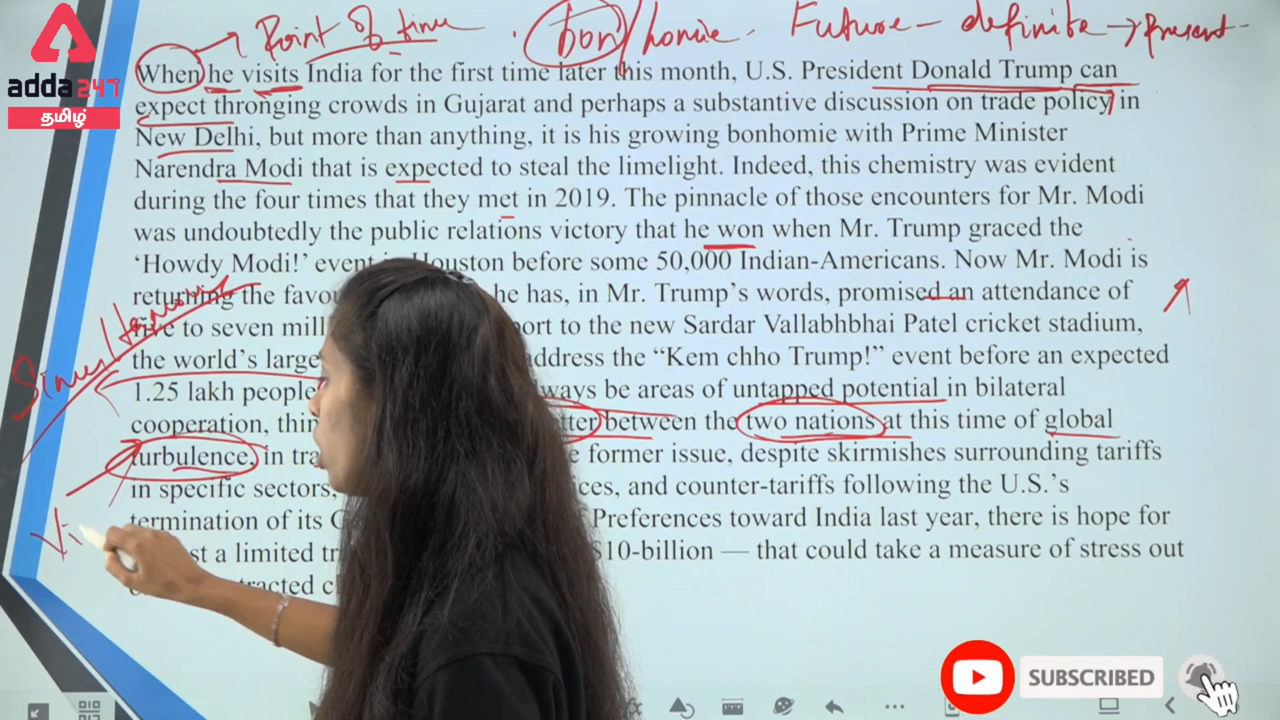 Point of time . bon/homie. Future - definite → Present -
adda247
தமிழ்
When he visits India for the first time later this month, U.S. President Donald Trump can
expect thronging crowds in Gujarat and perhaps a substantive discussion on trade policy in
New Delhi, but more than anything, it is his growing bonhomie with Prime Minister
Narendra Modi that is expected to steal the limelight. Indeed, this chemistry was evident
during the four times that they met in 2019. The pinnacle of those encounters for Mr. Modi
was undoubtedly the public relations victory that he won when Mr. Trump graced the
‘Howdy Modi!’ event in Houston before some 50,000 Indian-Americans. Now Mr. Modi is
returning the favou he has, in Mr. Trump’s words, promised an attendance of
five to seven mill port to the new Sardar Vallabhbhai Patel cricket stadium,
the world’s large address the “Kem chho Trump!” event before an expected
1.25 lakh people ways be areas of untapped potential in bilateral
cooperation, thin tter between the two nations at this time of global
turbulence, in tra e former issue, despite skirmishes surrounding tariffs
in specific sectors, ces, and counter-tariffs following the U.S.’s
termination of its G f Preferences toward India last year, there is hope for
st a limited tr $10-billion — that could take a measure of stress out
tracted c
Vi
SUBSCRIBED